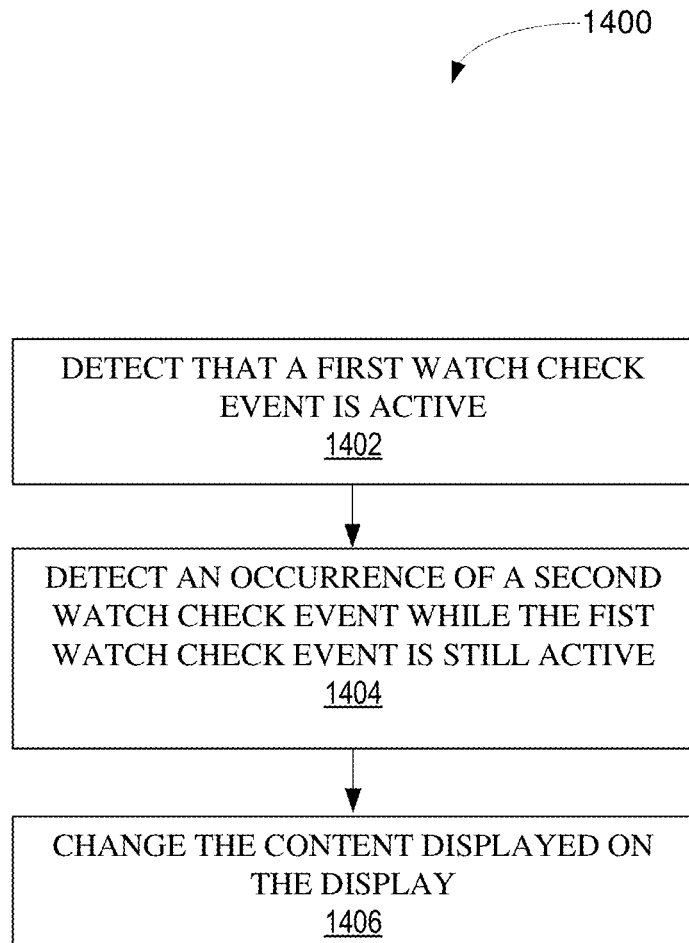 1400
DETECT THAT A FIRST WATCH CHECK
EVENT IS ACTIVE
1402
DETECT AN OCCURRENCE OF A SECOND
WATCH CHECK EVENT WHILE THE FIST
WATCH CHECK EVENT IS STILL ACTIVE
1404
CHANGE THE CONTENT DISPLAYED ON
THE DISPLAY
1406